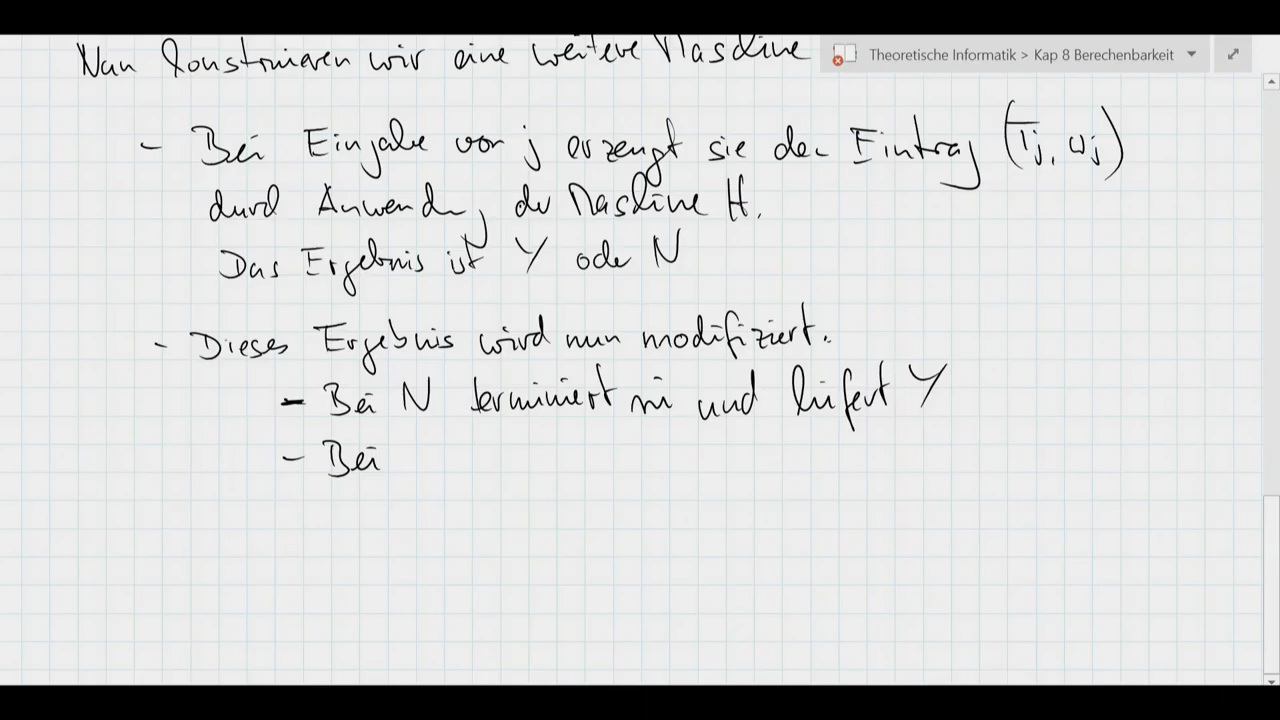 Nun konstruieren wir eine weitere Maschine
Theoretische Informatik > Kap 8 Berechenbarkeit
- Bei Eingabe von j erzeugt sie den Eintrag (Tj, wj)
durch Anwendung der Maschine H.
Das Ergebnis ist Y oder N
- Dieses Ergebnis wird nun modifiziert.
- Bei N terminiert sie und liefert Y
- Bei